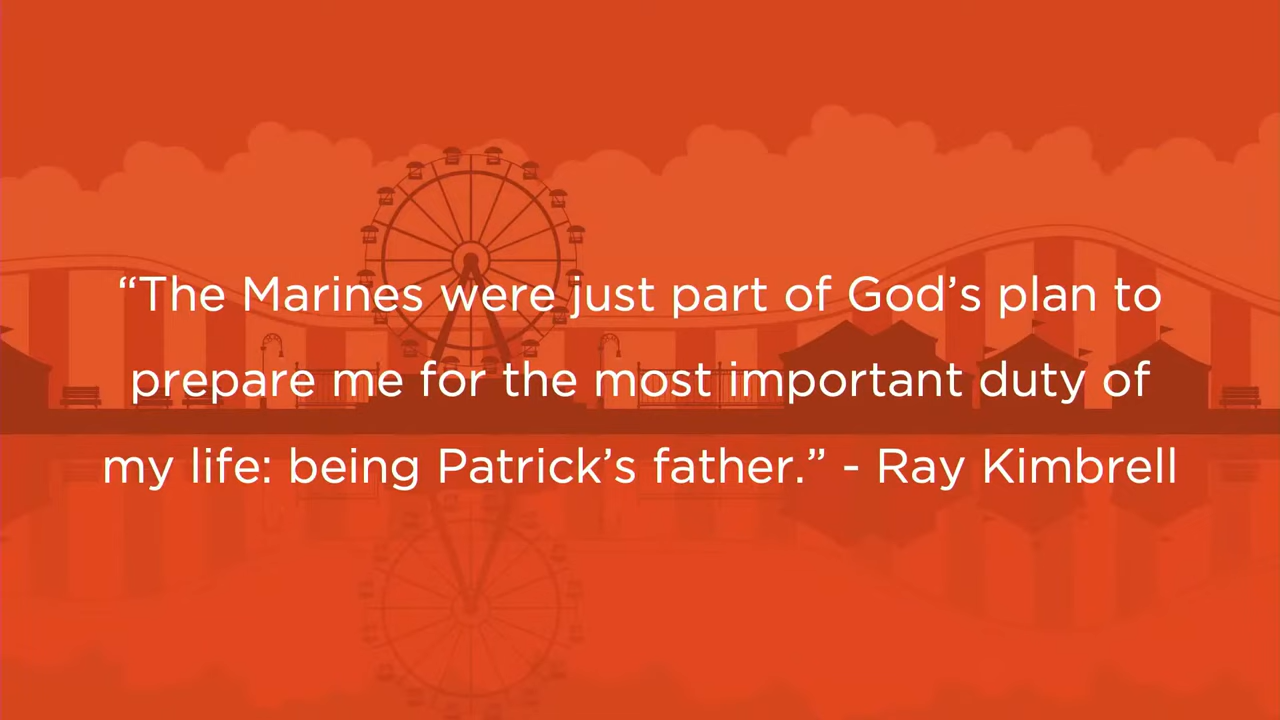 “The Marines were just part of God’s plan to
prepare me for the most important duty of
my life: being Patrick’s father.” - Ray Kimbrell